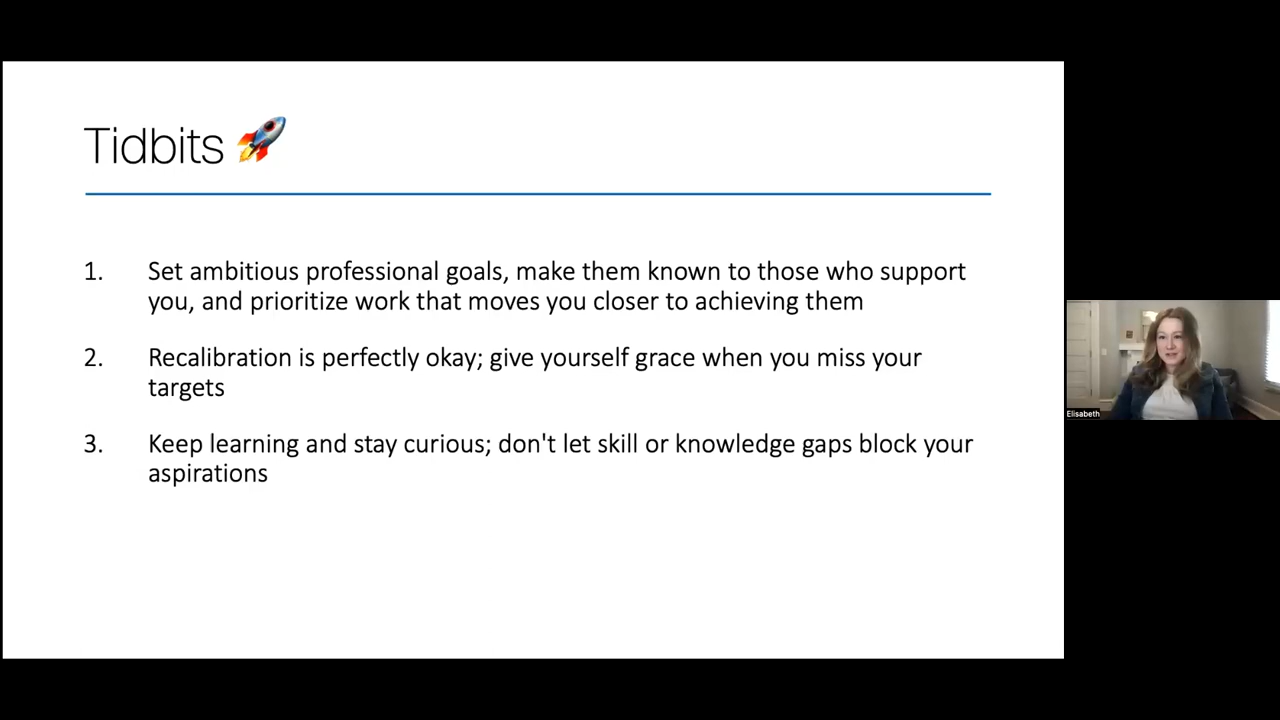 Tidbits 🚀
1. Set ambitious professional goals, make them known to those who support
you, and prioritize work that moves you closer to achieving them
2. Recalibration is perfectly okay; give yourself grace when you miss your
targets
3. Keep learning and stay curious; don't let skill or knowledge gaps block your
aspirations
Elisabeth